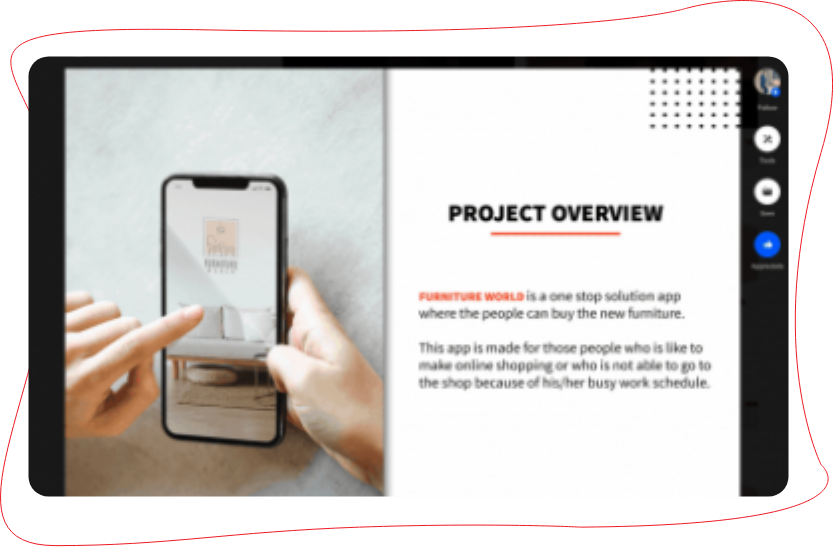 PROJECT OVERVIEW
FURNITURE WORLD is a one stop solution app
where the people can buy the new furniture.
This app is made for those people who is like to
make online shopping or who is not able to go to
the shop because of his/her busy work schedule.
FURNITURE
WORLD
Follow
Tools
Save
Appreciate